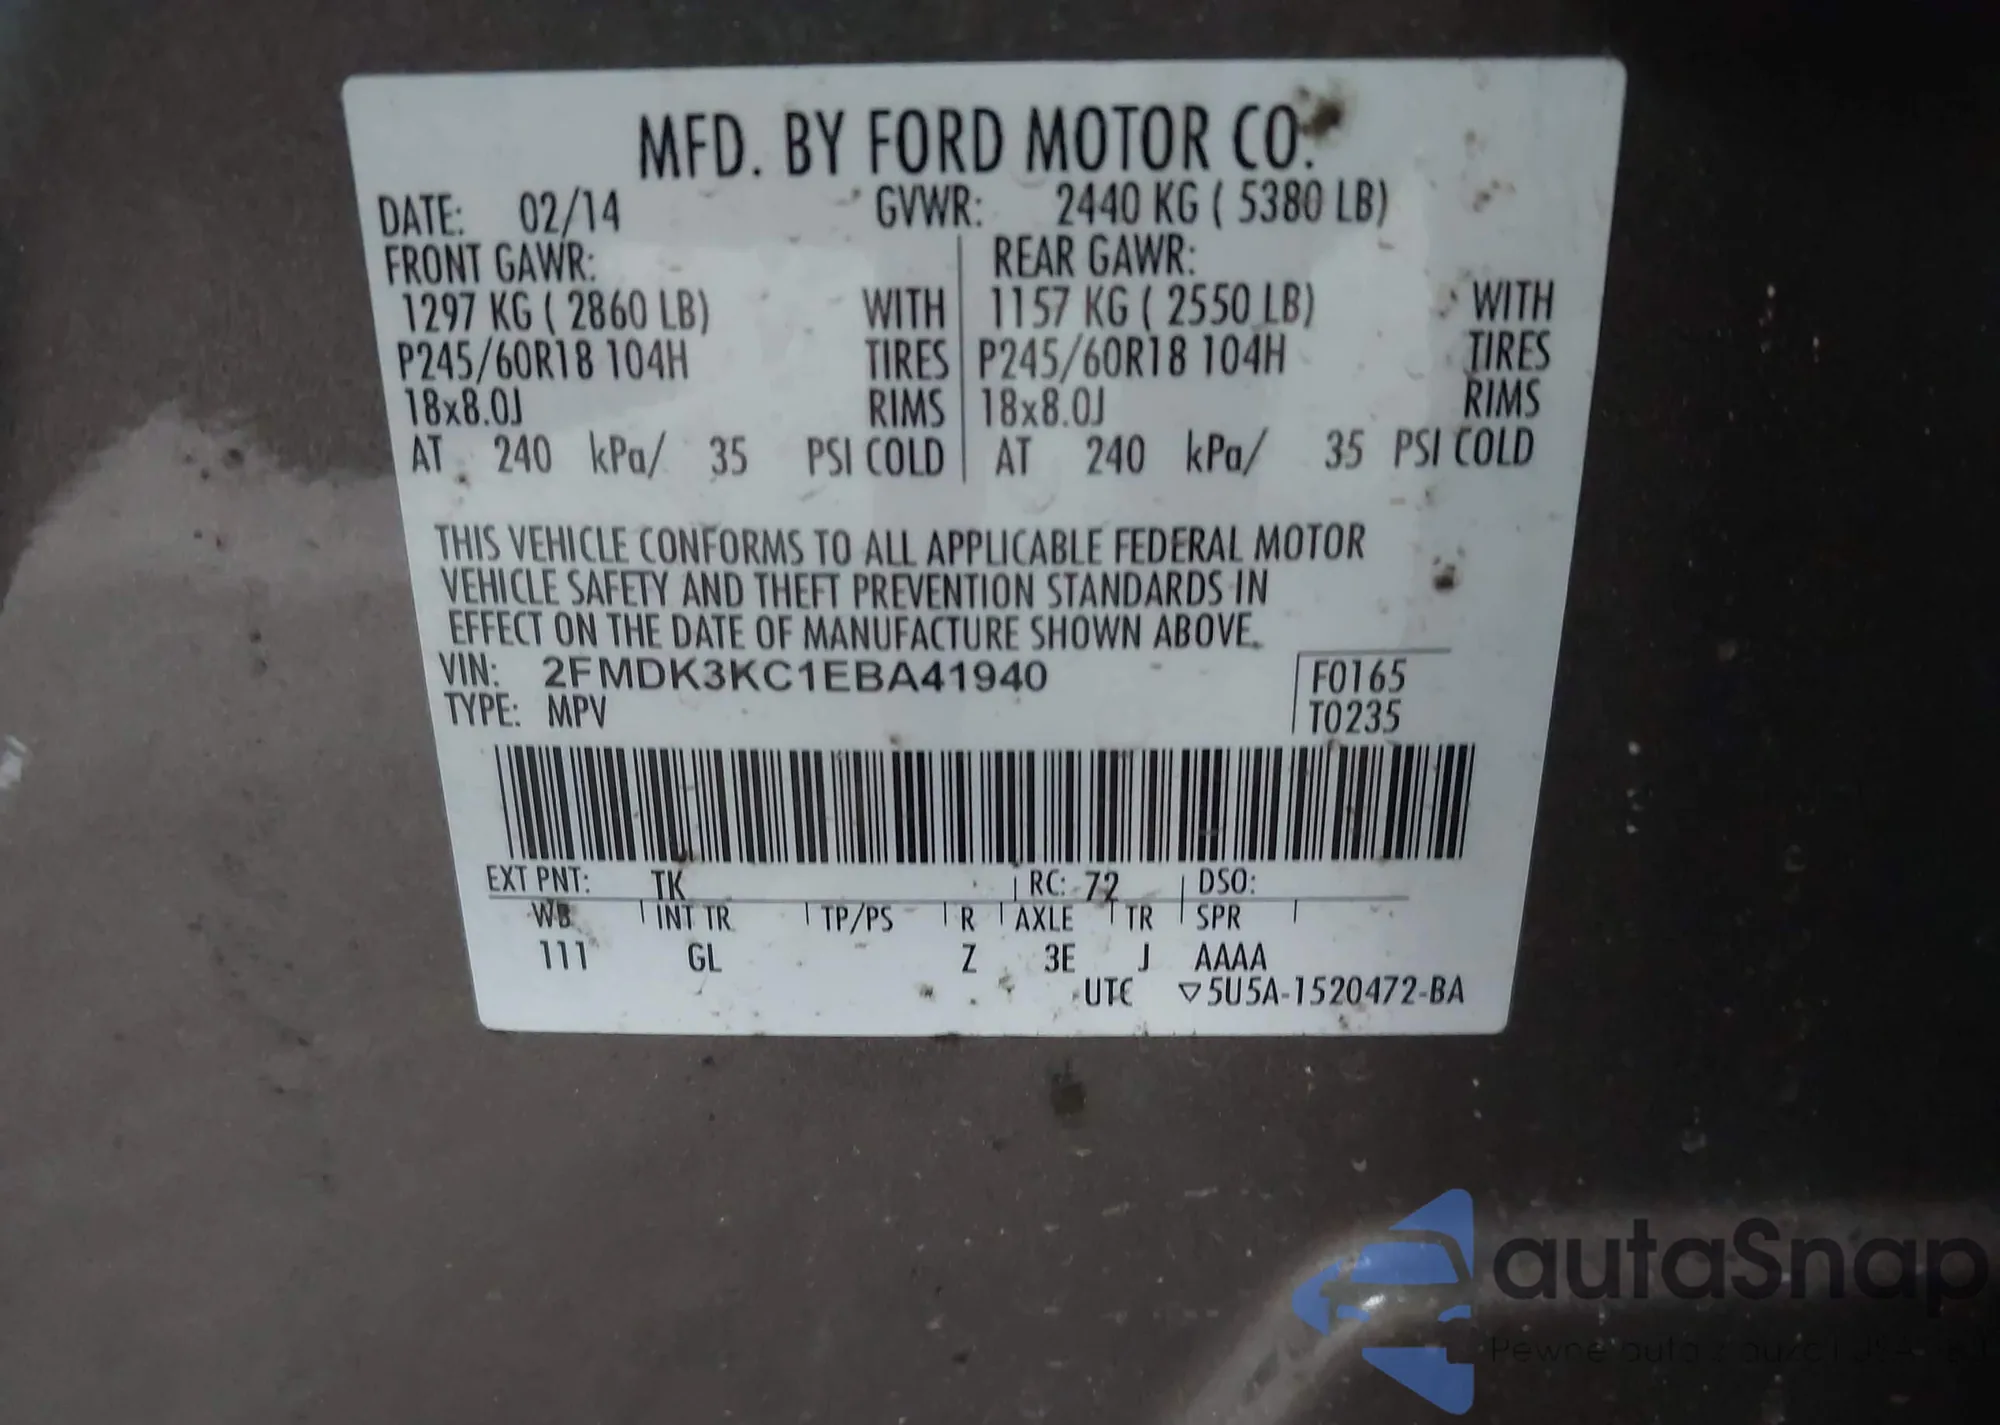 MFD. BY FORD MOTOR CO.
DATE: 02/14 GVWR: 2440 KG ( 5380 LB)
FRONT GAWR: REAR GAWR:
1297 KG ( 2860 LB) WITH 1157 KG ( 2550 LB) WITH
P245/60R18 104H TIRES P245/60R18 104H TIRES
18x8.0J RIMS 18x8.0J RIMS
AT 240 kPa/ 35 PSI COLD AT 240 kPa/ 35 PSI COLD
THIS VEHICLE CONFORMS TO ALL APPLICABLE FEDERAL MOTOR
VEHICLE SAFETY AND THEFT PREVENTION STANDARDS IN
EFFECT ON THE DATE OF MANUFACTURE SHOWN ABOVE.
VIN: 2FMDK3KC1EBA41940 F0165
TYPE: MPV T0235
EXT PNT: TK RC: 72 DSO:
WB INT TR TP/PS R AXLE TR SPR
111 GL Z 3E J AAAA
UTC ▽5U5A-1520472-BA
autaSnap
Pewne auta z